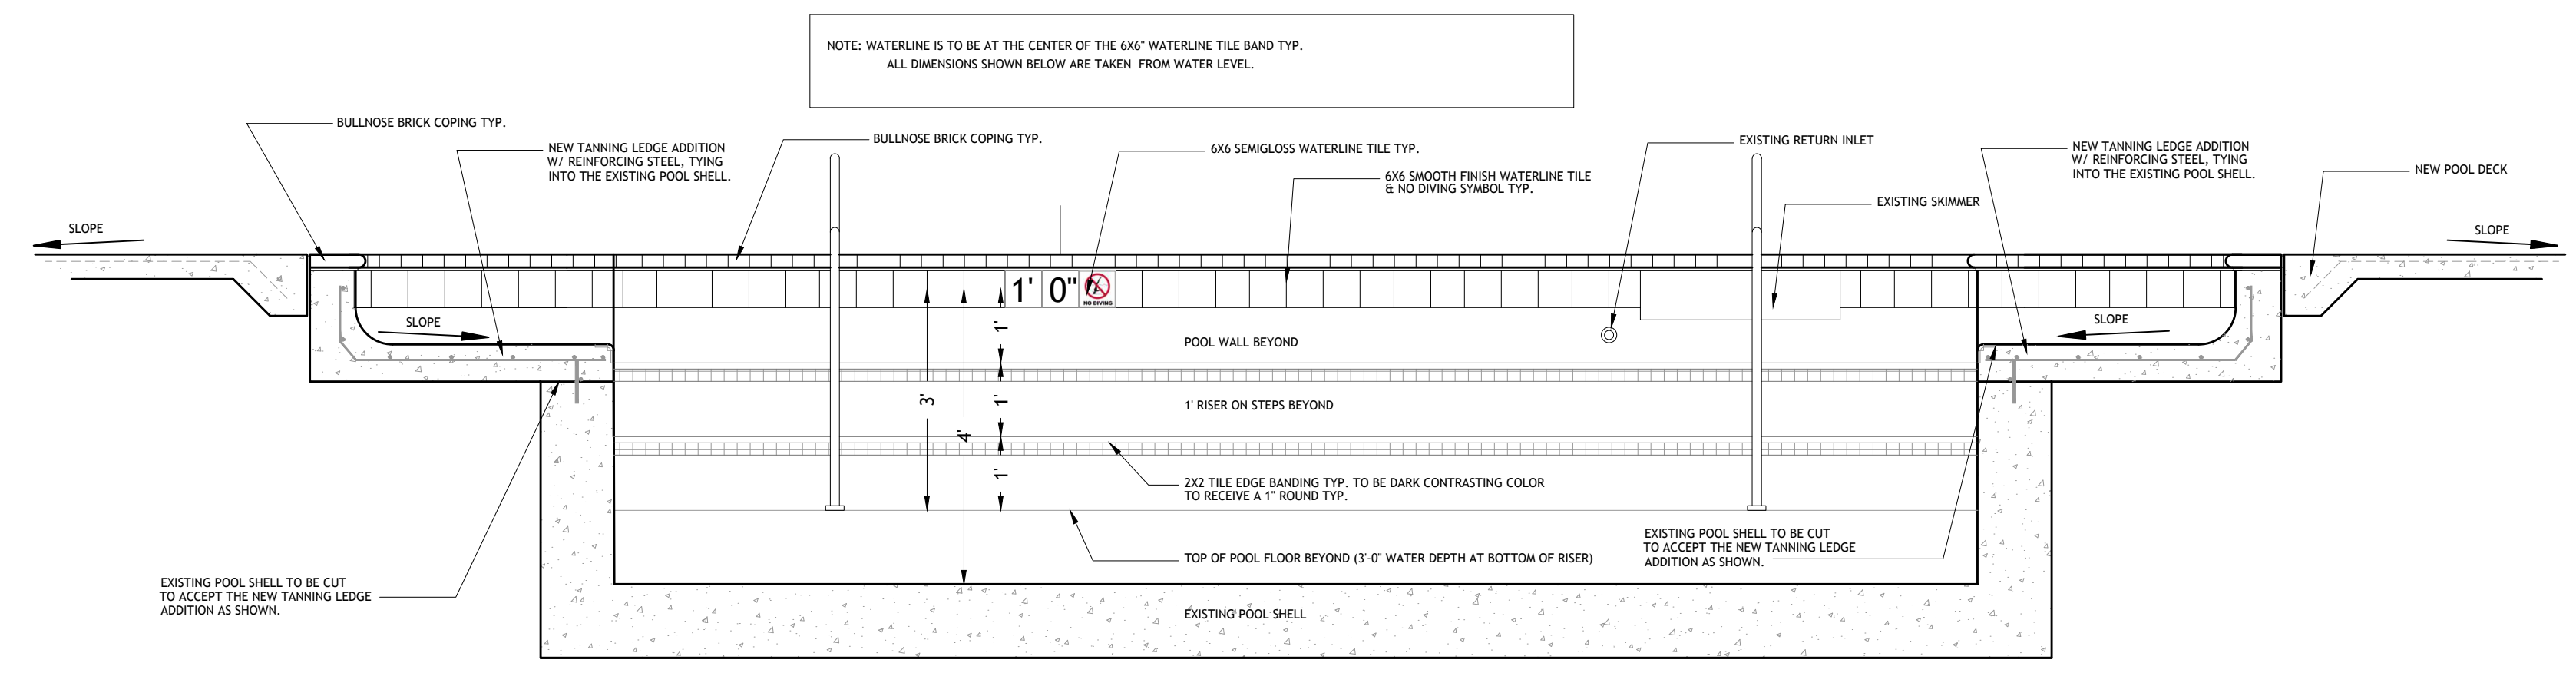 NOTE: WATERLINE IS TO BE AT THE CENTER OF THE 6X6" WATERLINE TILE BAND TYP.
ALL DIMENSIONS SHOWN BELOW ARE TAKEN FROM WATER LEVEL.
BULLNOSE BRICK COPING TYP.
NEW TANNING LEDGE ADDITION
W/ REINFORCING STEEL, TYING
INTO THE EXISTING POOL SHELL.
BULLNOSE BRICK COPING TYP.
6X6 SEMIGLOSS WATERLINE TILE TYP.
6X6 SMOOTH FINISH WATERLINE TILE
& NO DIVING SYMBOL TYP.
EXISTING RETURN INLET
EXISTING SKIMMER
NEW TANNING LEDGE ADDITION
W/ REINFORCING STEEL, TYING
INTO THE EXISTING POOL SHELL.
NEW POOL DECK
SLOPE
SLOPE
1' 0"
NO DIVING
SLOPE
SLOPE
1'
POOL WALL BEYOND
3'
4'
1'
1' RISER ON STEPS BEYOND
1'
2X2 TILE EDGE BANDING TYP. TO BE DARK CONTRASTING COLOR
TO RECEIVE A 1" ROUND TYP.
TOP OF POOL FLOOR BEYOND (3'-0" WATER DEPTH AT BOTTOM OF RISER)
EXISTING POOL SHELL TO BE CUT
TO ACCEPT THE NEW TANNING LEDGE
ADDITION AS SHOWN.
EXISTING POOL SHELL TO BE CUT
TO ACCEPT THE NEW TANNING LEDGE
ADDITION AS SHOWN.
EXISTING POOL SHELL